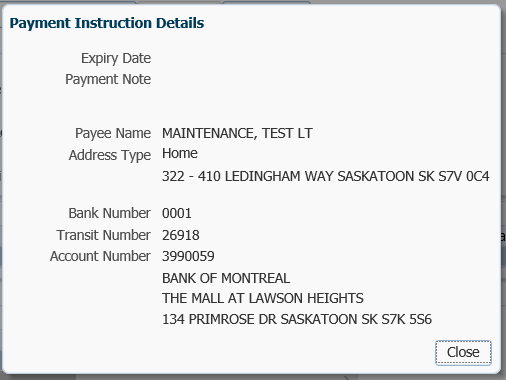 Payment Instruction Details
Expiry Date
Payment Note
Payee Name MAINTENANCE, TEST LT
Address Type Home
322 - 410 LEDINGHAM WAY SASKATOON SK S7V 0C4
Bank Number 0001
Transit Number 26918
Account Number 3990059
BANK OF MONTREAL
THE MALL AT LAWSON HEIGHTS
134 PRIMROSE DR SASKATOON SK S7K 5S6
Close